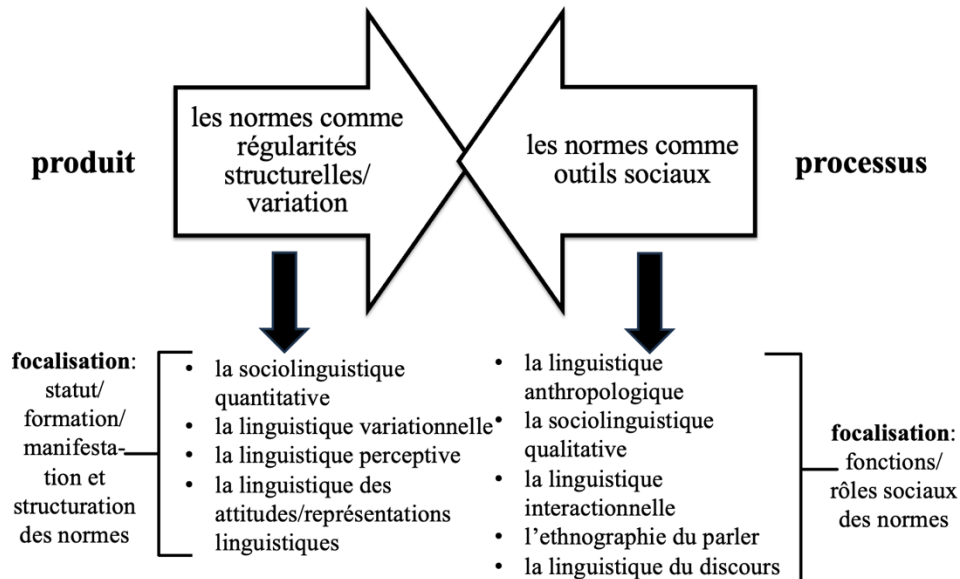 produit
les normes comme
régularités
structurelles/
variation
les normes comme
outils sociaux
processus
focalisation:
statut/
formation/
manifesta-
tion et
structuration
des normes
• la sociolinguistique
quantitative
• la linguistique variationnelle
• la linguistique perceptive
• la linguistique des
attitudes/représentations
linguistiques
• la linguistique
anthropologique
• la sociolinguistique
qualitative
• la linguistique
interactionnelle
• l’ethnographie du parler
• la linguistique du discours
focalisation:
fonctions/
rôles sociaux
des normes